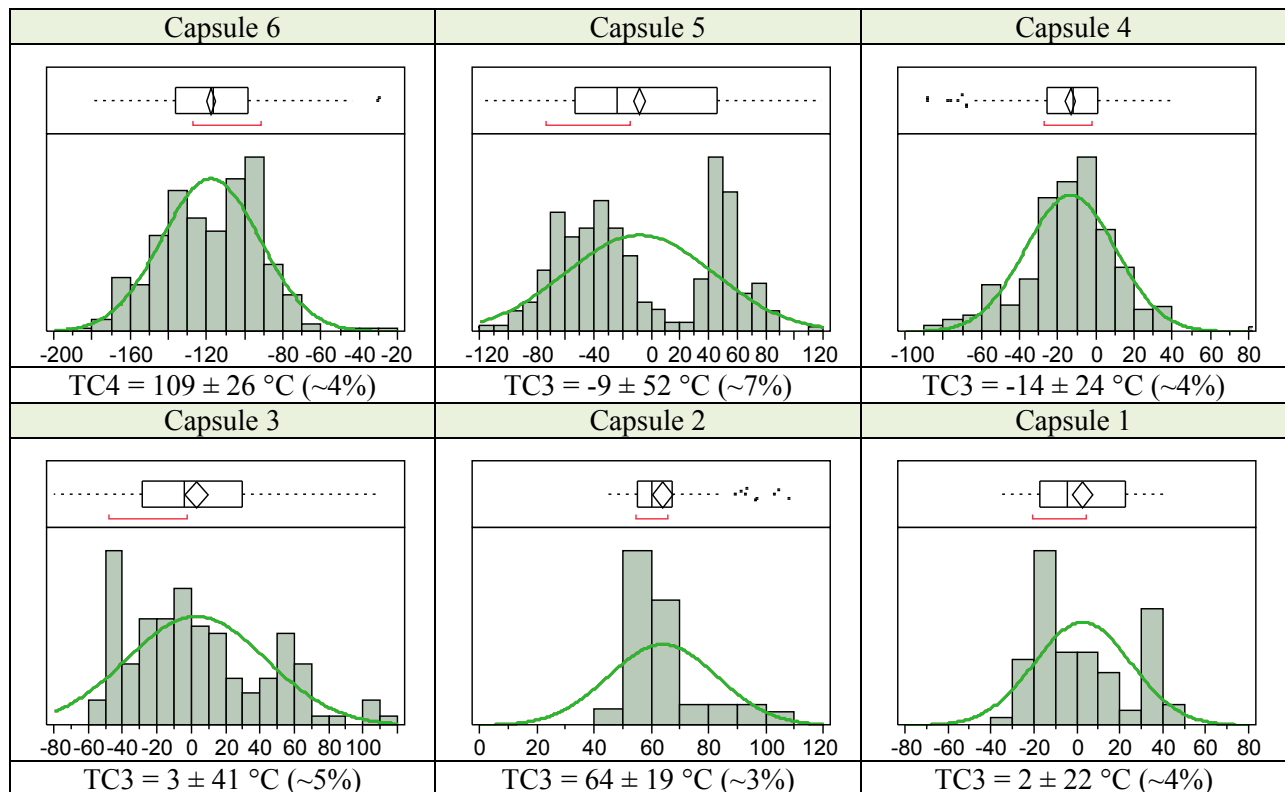 Capsule 6 Capsule 5 Capsule 4
-200 -160 -120 -80 -60 -40 -20 -120 -80 -40 0 20 40 60 80 120 -100 -60 -40 -20 0 20 40 60 80
TC4 = 109 ± 26 °C (~4%) TC3 = -9 ± 52 °C (~7%) TC3 = -14 ± 24 °C (~4%)
Capsule 3 Capsule 2 Capsule 1
-80 -60 -40 -20 0 20 40 60 80 100 0 20 40 60 80 100 120 -80 -60 -40 -20 0 20 40 60 80
TC3 = 3 ± 41 °C (~5%) TC3 = 64 ± 19 °C (~3%) TC3 = 2 ± 22 °C (~4%)